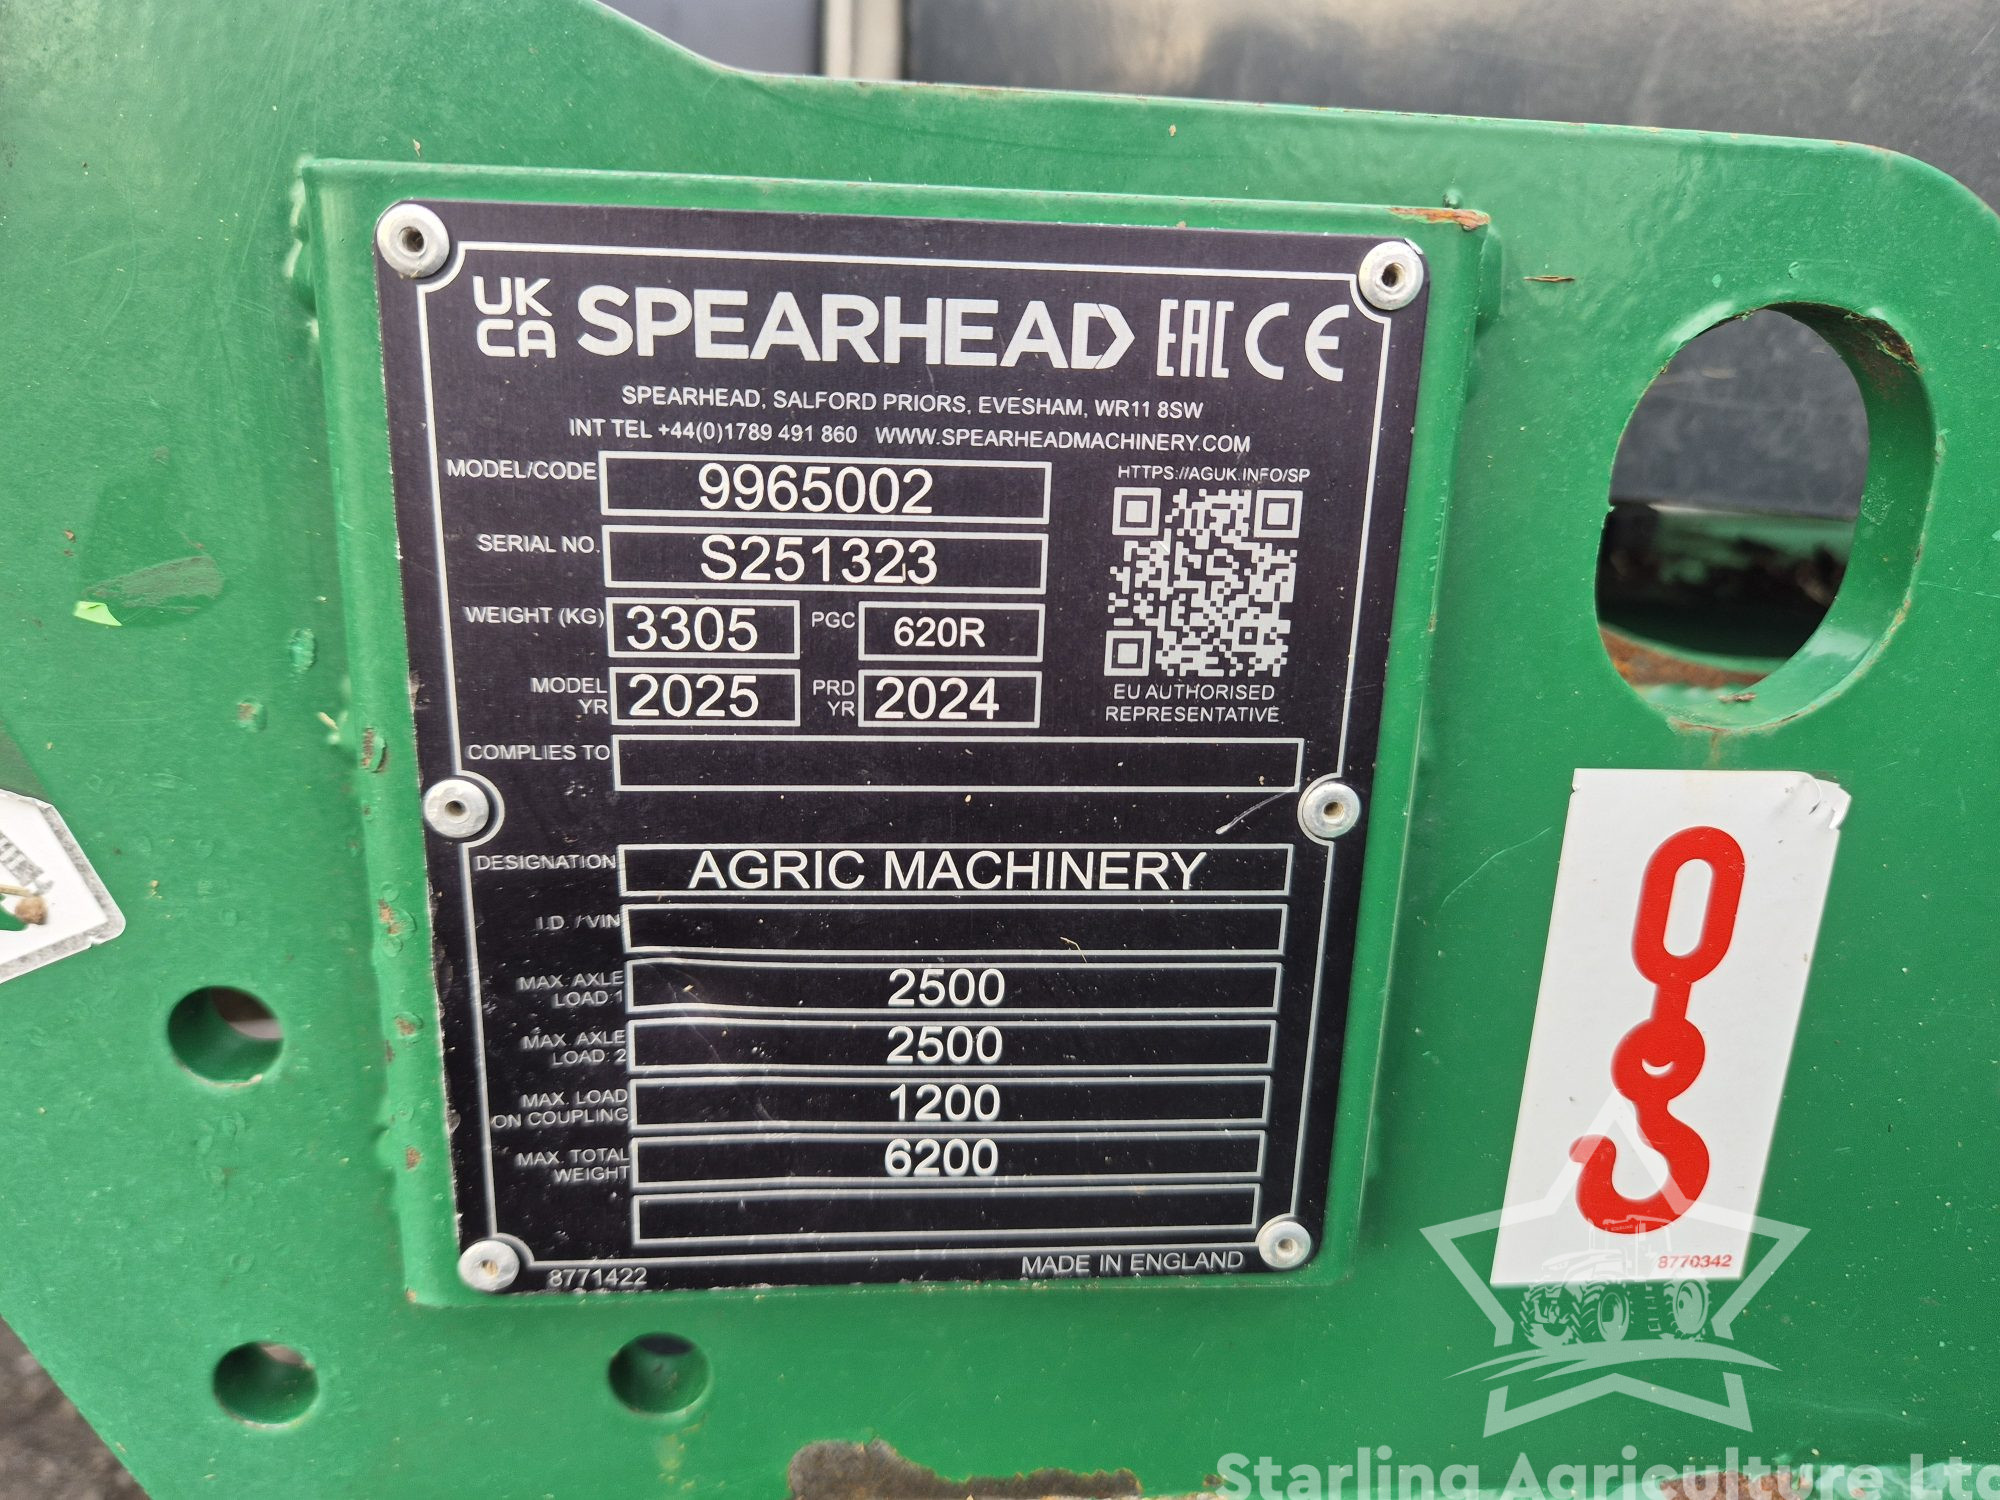 UK
CA
SPEARHEAD EAC CE
SPEARHEAD, SALFORD PRIORS, EVESHAM, WR11 8SW
INT TEL +44(0)1789 491 860 WWW.SPEARHEADMACHINERY.COM
MODEL/CODE 9965002
HTTPS://AGUK.INFO/SP
SERIAL NO. S251323
WEIGHT (KG) 3305 PGC 620R
MODEL YR 2025 PRD YR 2024
EU AUTHORISED
REPRESENTATIVE
COMPLIES TO
DESIGNATION AGRIC MACHINERY
I.D. / VIN
MAX. AXLE LOAD:1 2500
MAX. AXLE LOAD: 2 2500
MAX. LOAD ON COUPLING 1200
MAX. TOTAL WEIGHT 6200
8771422
MADE IN ENGLAND
8770342
Starling Agriculture Ltd